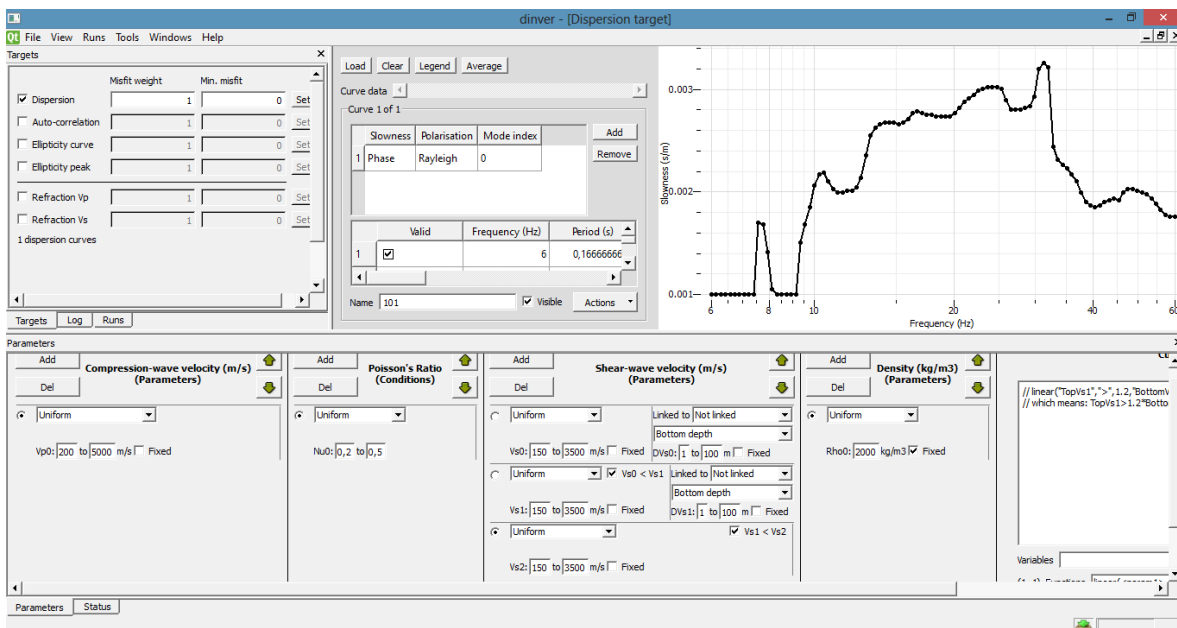 dinver - [Dispersion target]
Qt File View Runs Tools Windows Help
Targets
Misfit weight Min. misfit
Dispersion 1 0 Set
Auto-correlation 1 0 Set
Ellipticity curve 1 0 Set
Ellipticity peak 1 0 Set
Refraction Vp 1 0 Set
Refraction Vs 1 0 Set
1 dispersion curves
Targets Log Runs
Load Clear Legend Average
Curve data
Curve 1 of 1
Slowness Polarisation Mode index
1 Phase Rayleigh 0
Add
Remove
Valid Frequency (Hz) Period (s)
1 6 0,16666666
Name 101 Visible Actions
Slowness (s/m)
0.003
0.002
0.001
6 8 10 20 40 60
Frequency (Hz)
Parameters
Add
Del
Compression-wave velocity (m/s)
(Parameters)
Uniform
Vp0: 200 to 5000 m/s Fixed
Add
Del
Poisson's Ratio
(Conditions)
Uniform
Nu0: 0,2 to 0,5
Add
Del
Shear-wave velocity (m/s)
(Parameters)
Uniform Linked to Not linked
Bottom depth
Vs0: 150 to 3500 m/s Fixed DVs0: 1 to 100 m Fixed
Uniform Vs0 < Vs1 Linked to Not linked
Bottom depth
Vs1: 150 to 3500 m/s Fixed DVs1: 1 to 100 m Fixed
Uniform Vs1 < Vs2
Vs2: 150 to 3500 m/s Fixed
Add
Del
Density (kg/m3)
(Parameters)
Uniform
Rho0: 2000 kg/m3 Fixed
// linear("TopVs1",">",1.2,"BottomV
// which means: TopVs1>1.2*Botto
Variables
Parameters Status